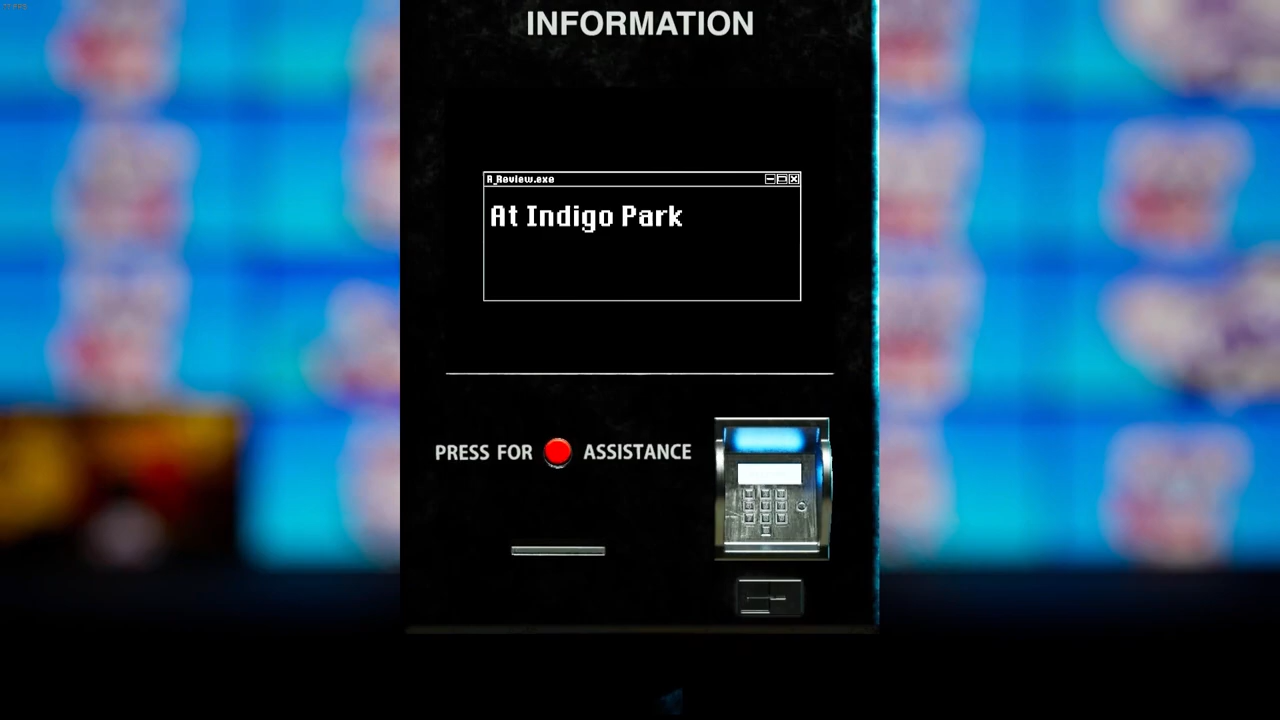 INFORMATION
A_Review.exe
At Indigo Park
PRESS FOR ASSISTANCE